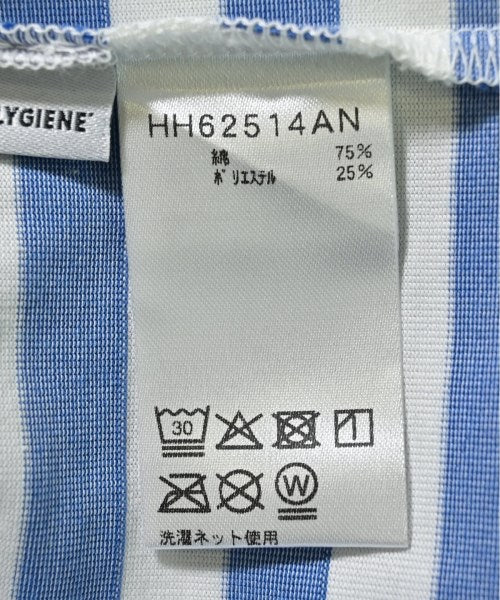 LYGIENE
HH62514AN
綿 75%
ポリエステル 25%
30
W
洗濯ネット使用